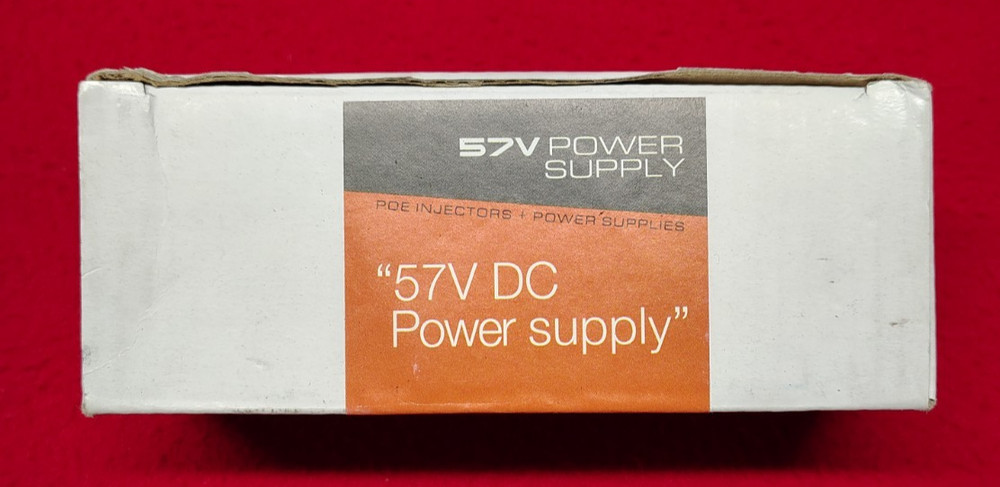 57V POWER
SUPPLY
POE INJECTORS + POWER SUPPLIES
“57V DC
Power supply”